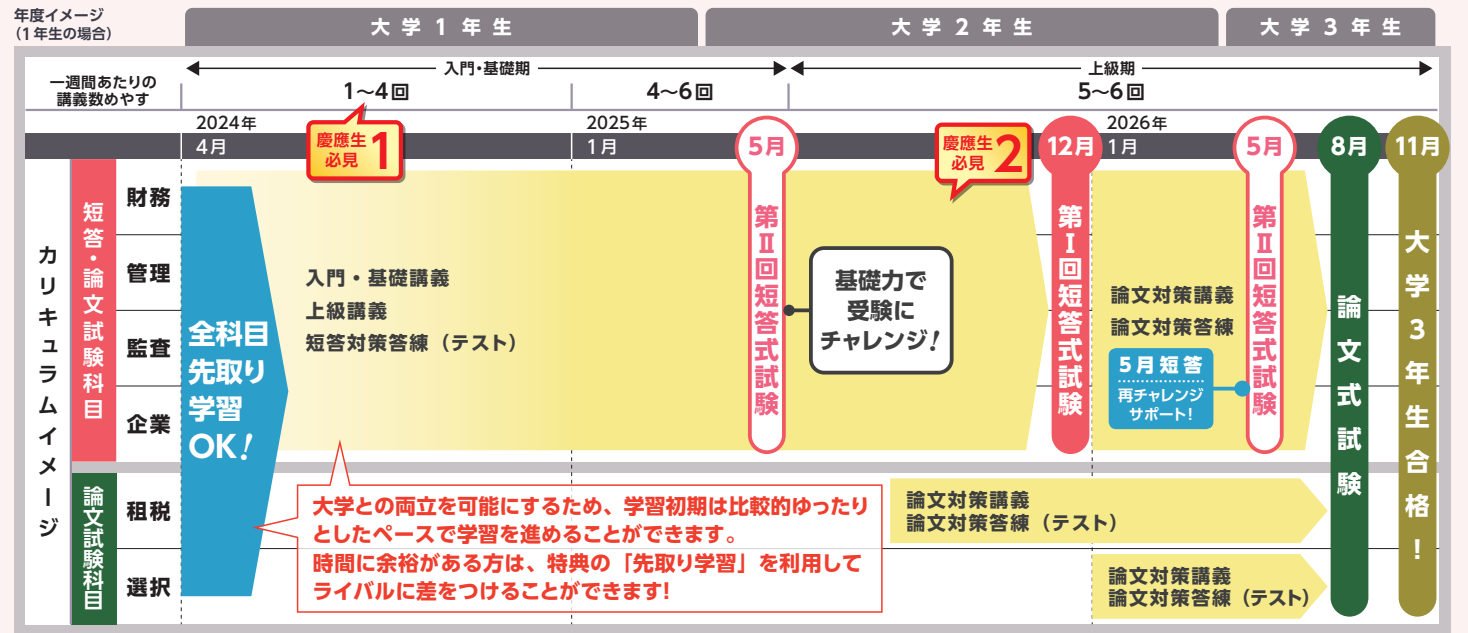 年度イメージ
（1年生の場合）
大学1年生
大学2年生
大学3年生
一週間あたりの
講義数めやす
入門・基礎期
上級期
1〜4回
4〜6回
5〜6回
2024年
2025年
2026年
4月
慶應生
必見 1
1月
5月
慶應生
必見 2
12月
1月
5月
8月
11月
カリキュラムイメージ
短答・論文試験科目
財務
管理
監査
企業
論文試験科目
租税
選択
全科目
先取り
学習
OK!
入門・基礎講義
上級講義
短答対策答練（テスト）
第Ⅱ回短答式試験
基礎力で
受験に
チャレンジ！
第Ⅰ回短答式試験
論文対策講義
論文対策答練
5月短答
再チャレンジ
サポート！
第Ⅱ回短答式試験
論文式試験
大学3年生合格！
大学との両立を可能にするため、学習初期は比較的ゆったり
としたペースで学習を進めることができます。
時間に余裕がある方は、特典の「先取り学習」を利用して
ライバルに差をつけることができます!
論文対策講義
論文対策答練（テスト）
論文対策講義
論文対策答練（テスト）